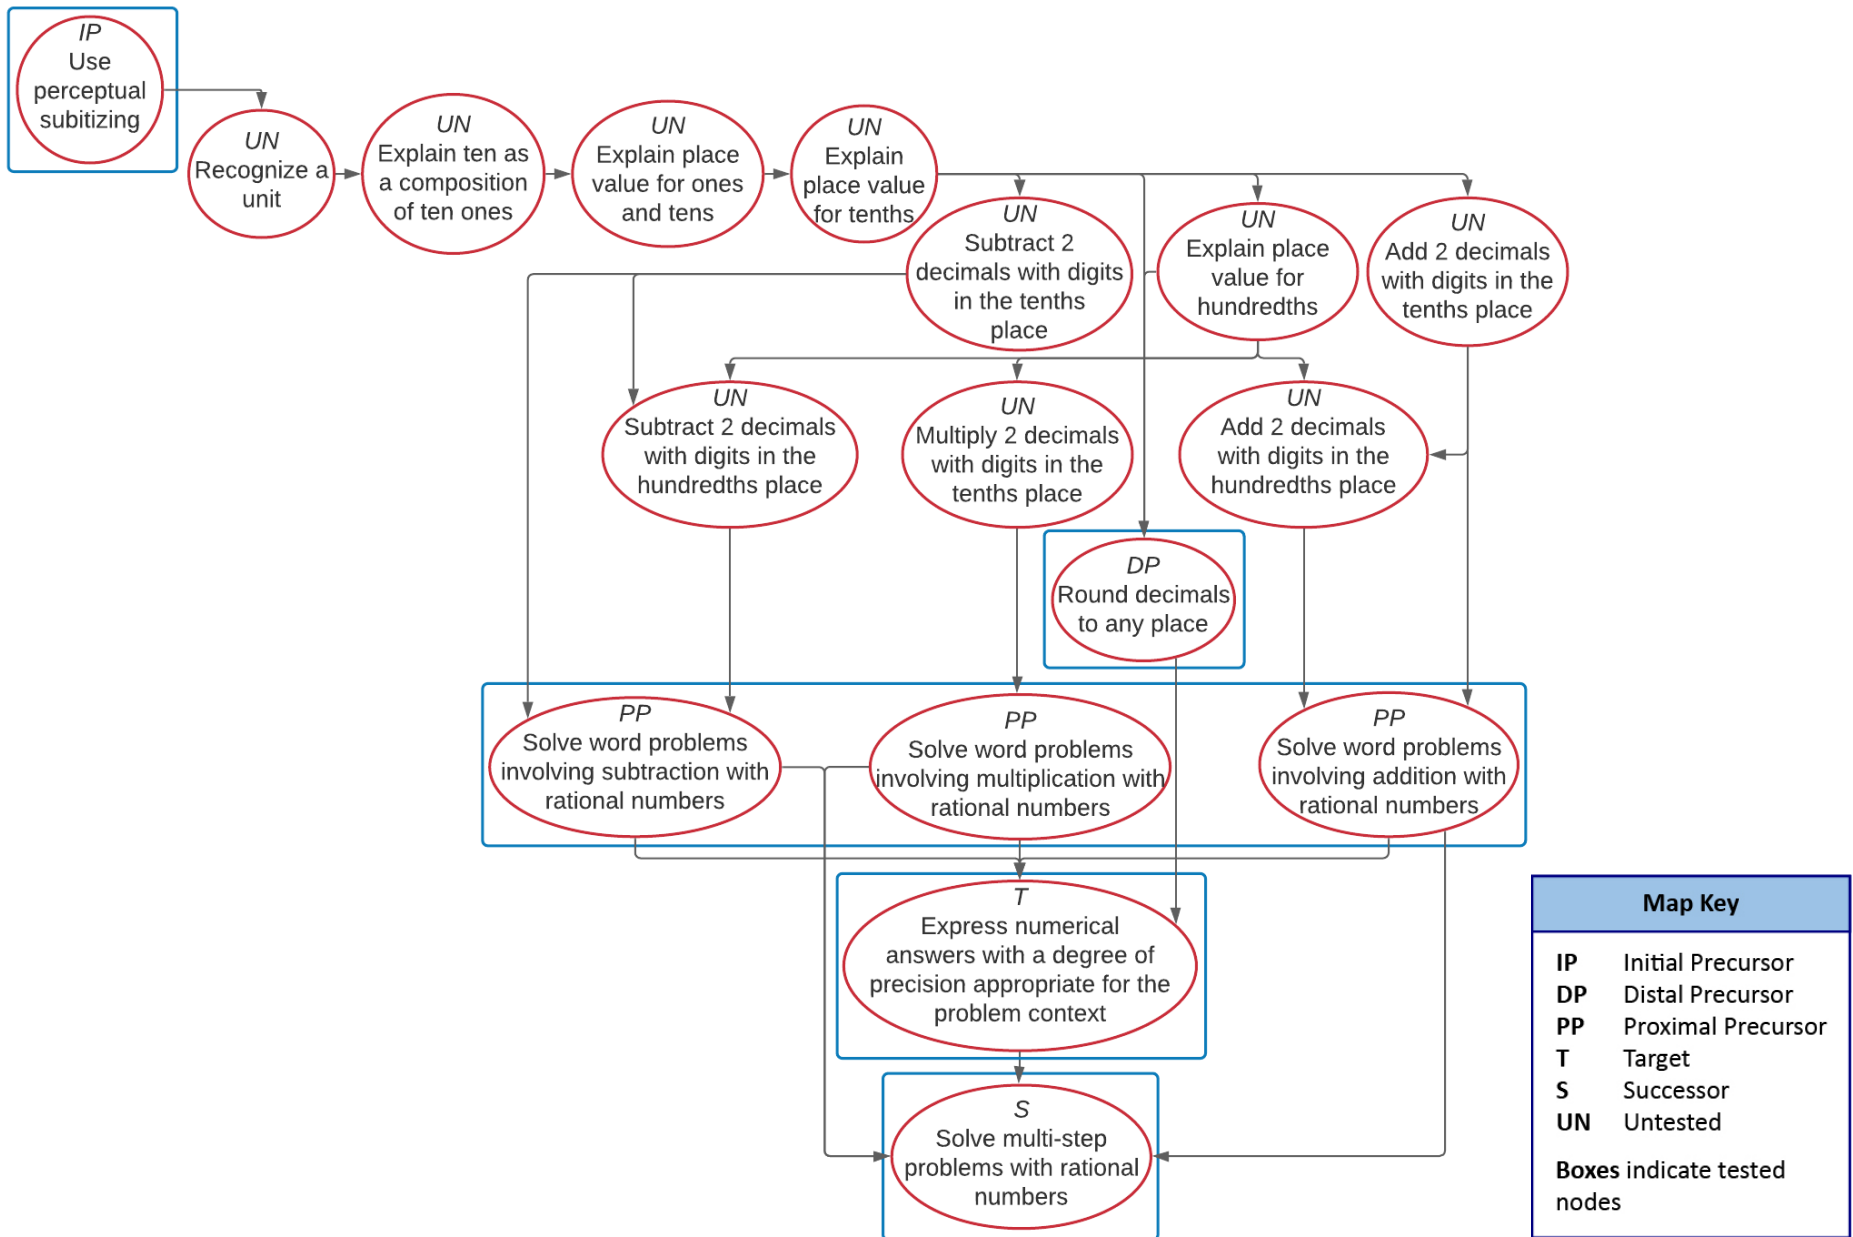 IP
Use
perceptual
subitizing
UN
Recognize a
unit
UN
Explain ten as
a composition
of ten ones
UN
Explain place
value for ones
and tens
UN
Explain
place value
for tenths
UN
Subtract 2
decimals with digits
in the tenths
place
UN
Explain place
value for
hundredths
UN
Add 2 decimals
with digits in the
tenths place
UN
Subtract 2 decimals
with digits in the
hundredths place
UN
Multiply 2 decimals
with digits in the
tenths place
UN
Add 2 decimals
with digits in the
hundredths place
DP
Round decimals
to any place
PP
Solve word problems
involving subtraction with
rational numbers
PP
Solve word problems
involving multiplication with
rational numbers
PP
Solve word problems
involving addition with
rational numbers
T
Express numerical
answers with a degree of
precision appropriate for the
problem context
S
Solve multi-step
problems with rational
numbers
Map Key
IP Initial Precursor
DP Distal Precursor
PP Proximal Precursor
T Target
S Successor
UN Untested
Boxes indicate tested
nodes